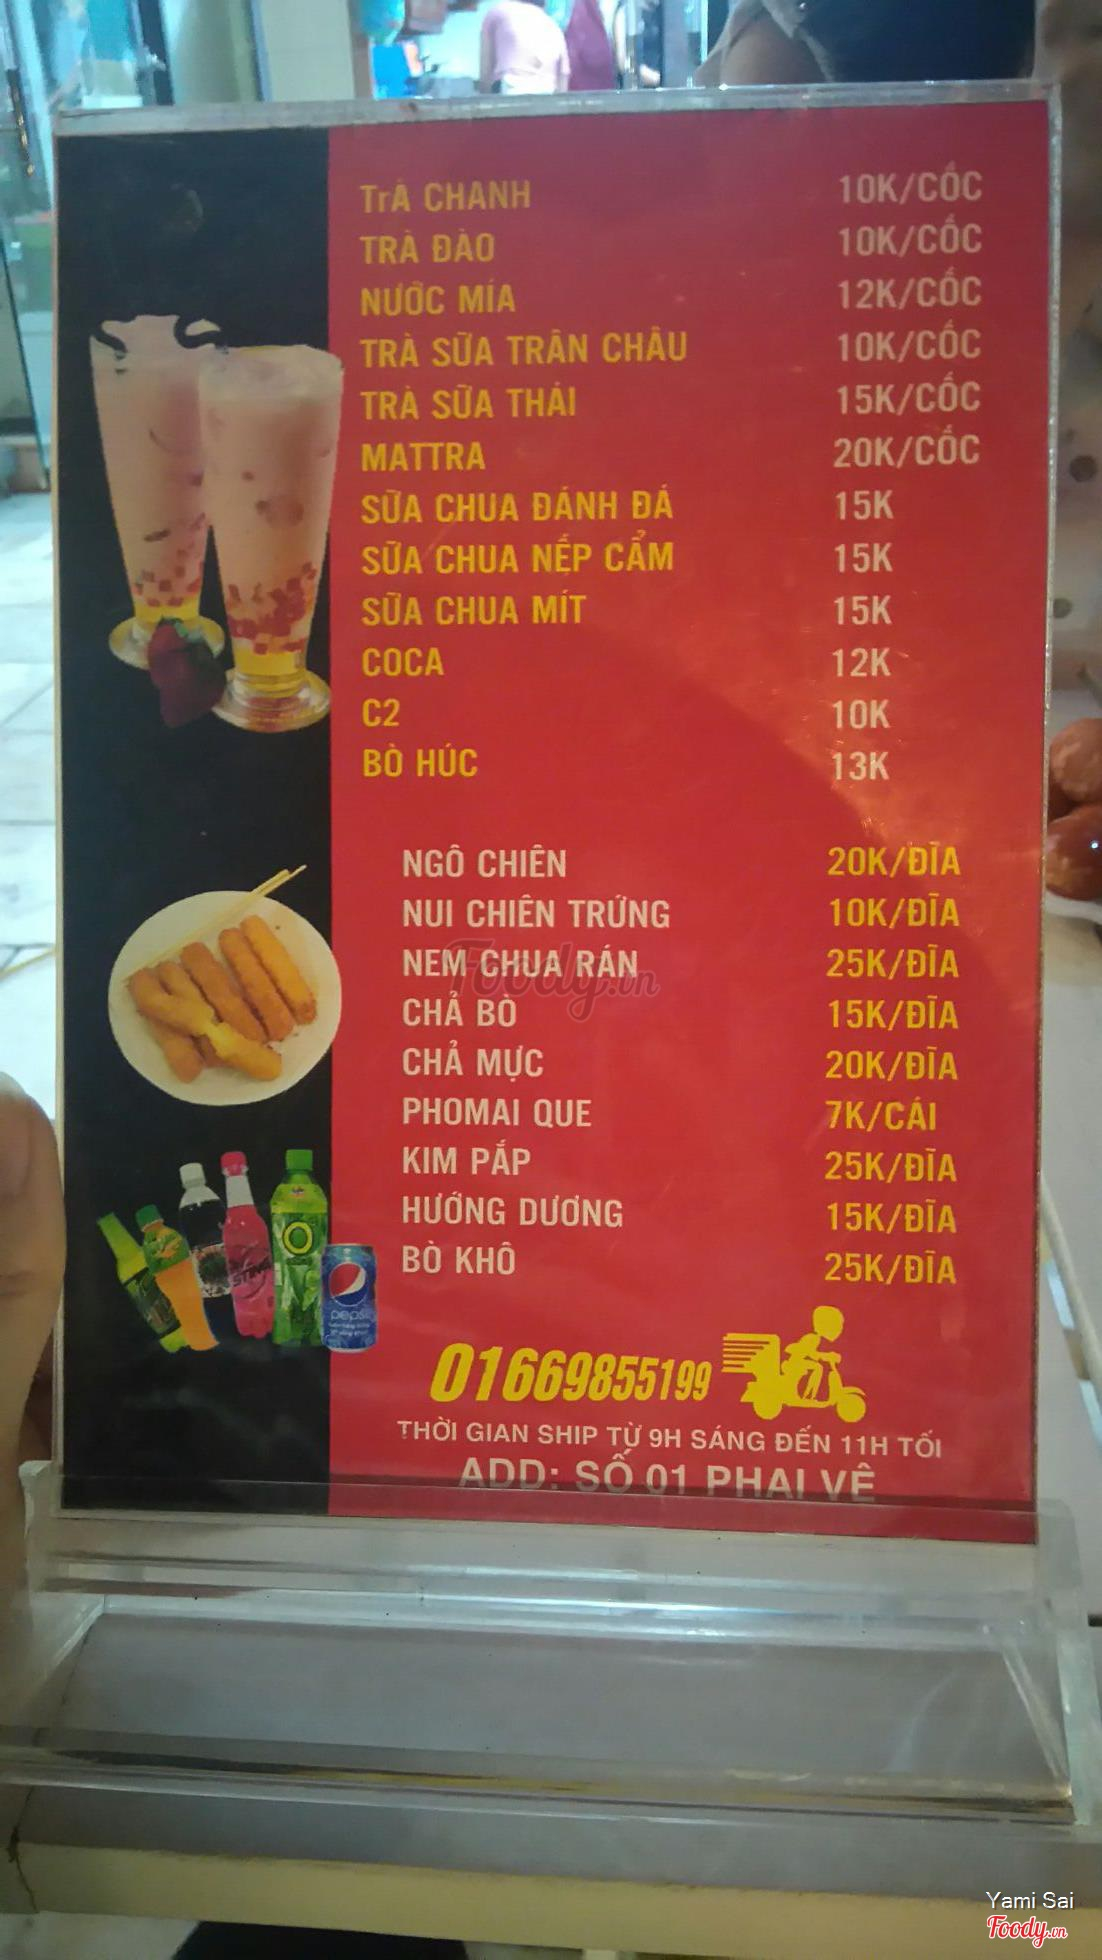 TrÀ CHANH 10K/CỐC
TRÀ ĐÀO 10K/CỐC
NƯỚC MÍA 12K/CỐC
TRÀ SỮA TRÂN CHÂU 10K/CỐC
TRÀ SỮA THÁI 15K/CỐC
MATTRA 20K/CỐC
SỮA CHUA ĐÁNH ĐÁ 15K
SỮA CHUA NẾP CẨM 15K
SỮA CHUA MÍT 15K
COCA 12K
C2 10K
BÒ HÚC 13K
NGÔ CHIÊN 20K/ĐĨA
NUI CHIÊN TRỨNG 10K/ĐĨA
NEM CHUA RÁN 25K/ĐĨA
CHẢ BÒ 15K/ĐĨA
CHẢ MỰC 20K/ĐĨA
PHOMAI QUE 7K/CÁI
KIM PẮP 25K/ĐĨA
HƯỚNG DƯƠNG 15K/ĐĨA
BÒ KHÔ 25K/ĐĨA
Foody.vn
STING
pepsi
01669855199
THỜI GIAN SHIP TỪ 9H SÁNG ĐẾN 11H TỐI
ADD: SỐ 01 PHAI VỆ
Yami Sai
Foody.vn